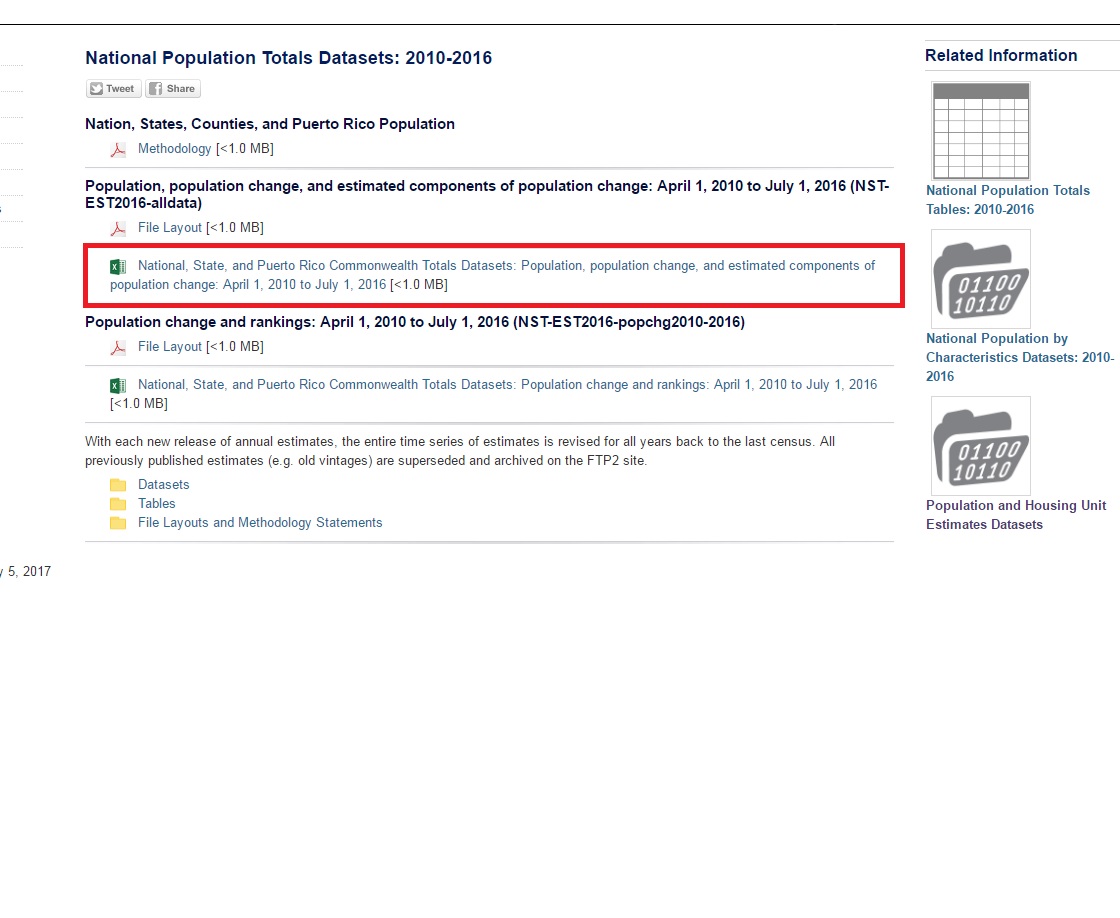 National Population Totals Datasets: 2010-2016
Tweet
Share
Nation, States, Counties, and Puerto Rico Population
Methodology [<1.0 MB]
Population, population change, and estimated components of population change: April 1, 2010 to July 1, 2016 (NST-
EST2016-alldata)
File Layout [<1.0 MB]
National, State, and Puerto Rico Commonwealth Totals Datasets: Population, population change, and estimated components of
population change: April 1, 2010 to July 1, 2016 [<1.0 MB]
Population change and rankings: April 1, 2010 to July 1, 2016 (NST-EST2016-popchg2010-2016)
File Layout [<1.0 MB]
National, State, and Puerto Rico Commonwealth Totals Datasets: Population change and rankings: April 1, 2010 to July 1, 2016
[<1.0 MB]
With each new release of annual estimates, the entire time series of estimates is revised for all years back to the last census. All
previously published estimates (e.g. old vintages) are superseded and archived on the FTP2 site.
Datasets
Tables
File Layouts and Methodology Statements
5, 2017
Related Information
National Population Totals
Tables: 2010-2016
01100
10110
National Population by
Characteristics Datasets: 2010-
2016
01100
10110
Population and Housing Unit
Estimates Datasets